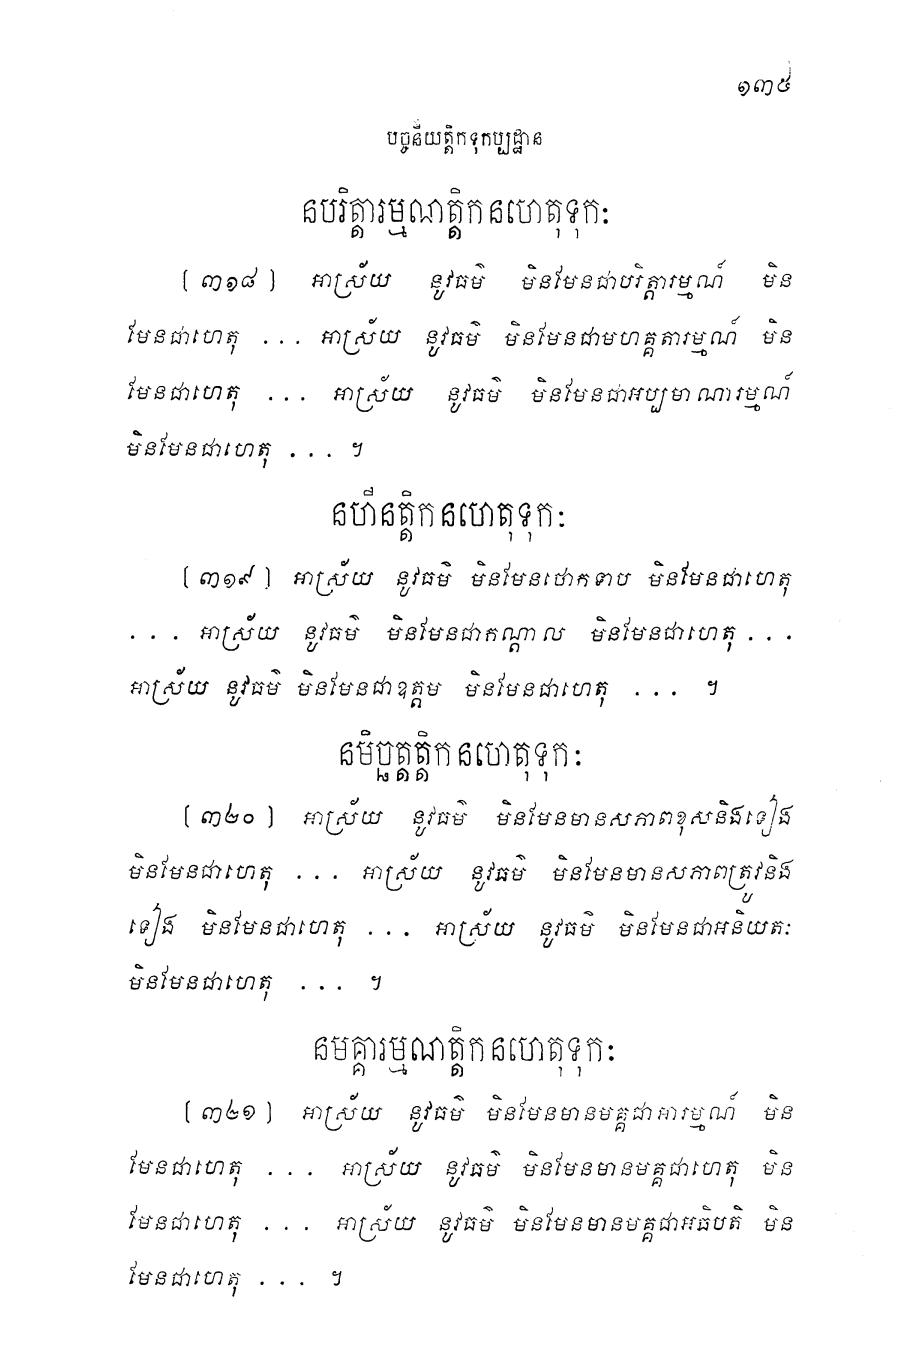 ១៣៥
បច្ចនីយត្តិកទុកប្បដ្ឋាន
នបរិត្តារម្មណត្តិកនហេតុទុកៈ
[៣១៨] អាស្រ័យ នូវធម៌ មិនមែនជាបរិត្តារម្មណ៍ មិន
មែនជាហេតុ ... អាស្រ័យ នូវធម៌ មិនមែនជាមហគ្គតារម្មណ៍ មិន
មែនជាហេតុ ... អាស្រ័យ នូវធម៌ មិនមែនជាអប្បមាណារម្មណ៍
មិនមែនជាហេតុ ... ។
នហីនត្តិកនហេតុទុកៈ
[៣១៩] អាស្រ័យ នូវធម៌ មិនមែនថោកទាប មិនមែនជាហេតុ
... អាស្រ័យ នូវធម៌ មិនមែនជាកណ្តាល មិនមែនជាហេតុ ...
អាស្រ័យ នូវធម៌ មិនមែនជាឧត្តម មិនមែនជាហេតុ ... ។
នមិច្ឆត្តត្តិកនហេតុទុកៈ
[៣២០] អាស្រ័យ នូវធម៌ មិនមែនមានសភាពខុសនិងទៀង
មិនមែនជាហេតុ ... អាស្រ័យ នូវធម៌ មិនមែនមានសភាពត្រូវនិង
ទៀង មិនមែនជាហេតុ ... អាស្រ័យ នូវធម៌ មិនមែនជាអនិយតៈ
មិនមែនជាហេតុ ... ។
នមគ្គារម្មណត្តិកនហេតុទុកៈ
[៣២១] អាស្រ័យ នូវធម៌ មិនមែនមានមគ្គជាអារម្មណ៍ មិន
មែនជាហេតុ ... អាស្រ័យ នូវធម៌ មិនមែនមានមគ្គជាហេតុ មិន
មែនជាហេតុ ... អាស្រ័យ នូវធម៌ មិនមែនមានមគ្គជាអធិបតី មិន
មែនជាហេតុ ... ។